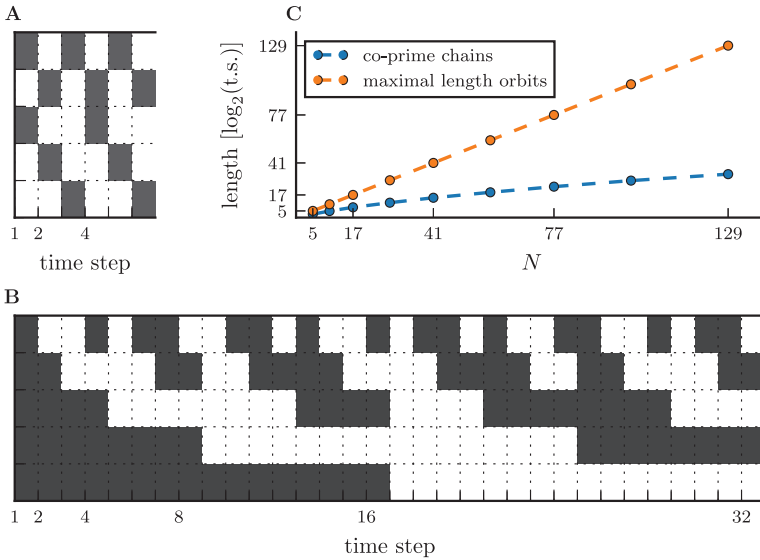 A
1 2 4
time step
C
length [log₂(t.s.)]
129
77
41
17
5
co-prime chains
maximal length orbits
5 17 41 77 129
N
B
1 2 4 8 16 32
time step